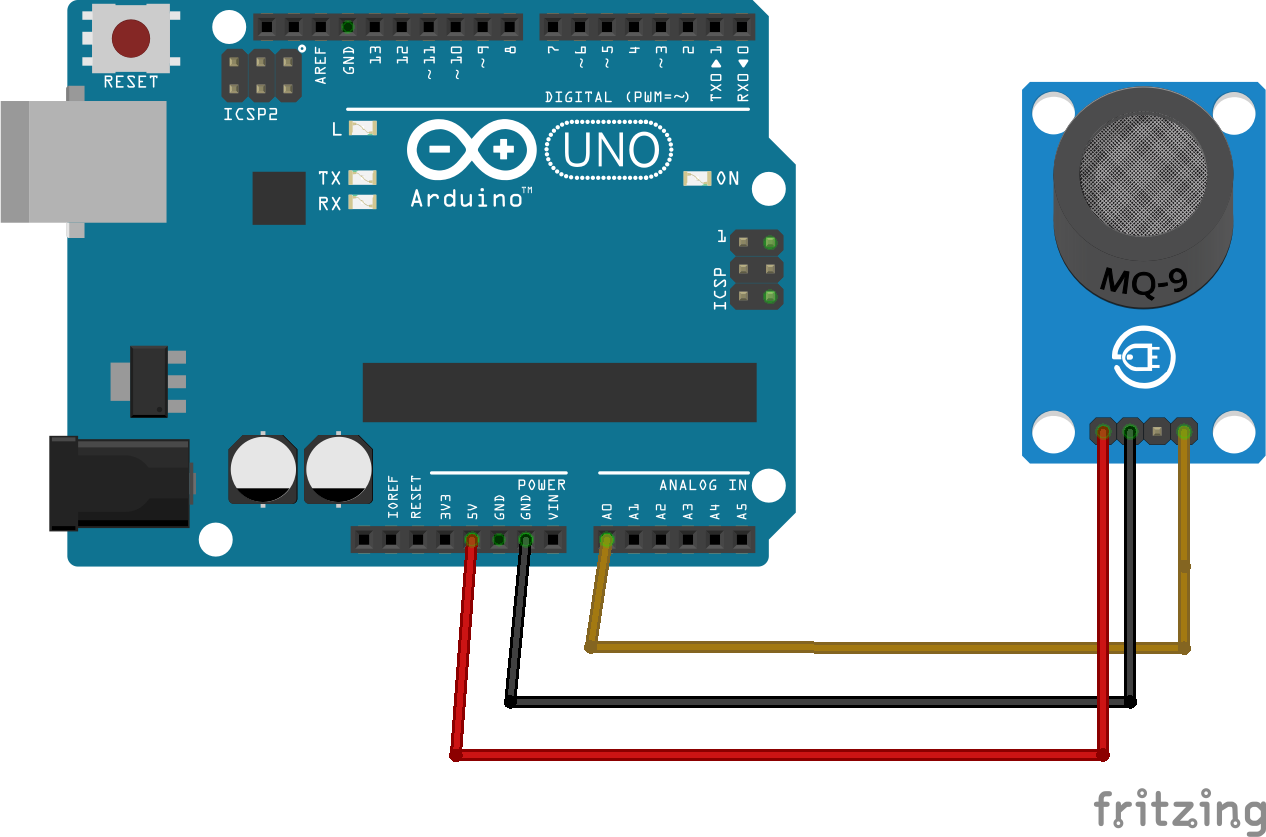 RESET
ICSP2
AREF
GND
13
12
~11
~10
~9
8
7
~6
~5
4
~3
2
TX0▶1
RX0◀0
DIGITAL (PWM=~)
L
TX
RX
Arduino™
UNO
ON
1
ICSP
MQ-9
IOREF
RESET
3V3
5V
GND
GND
VIN
POWER
ANALOG IN
A0
A1
A2
A3
A4
A5
fritzing